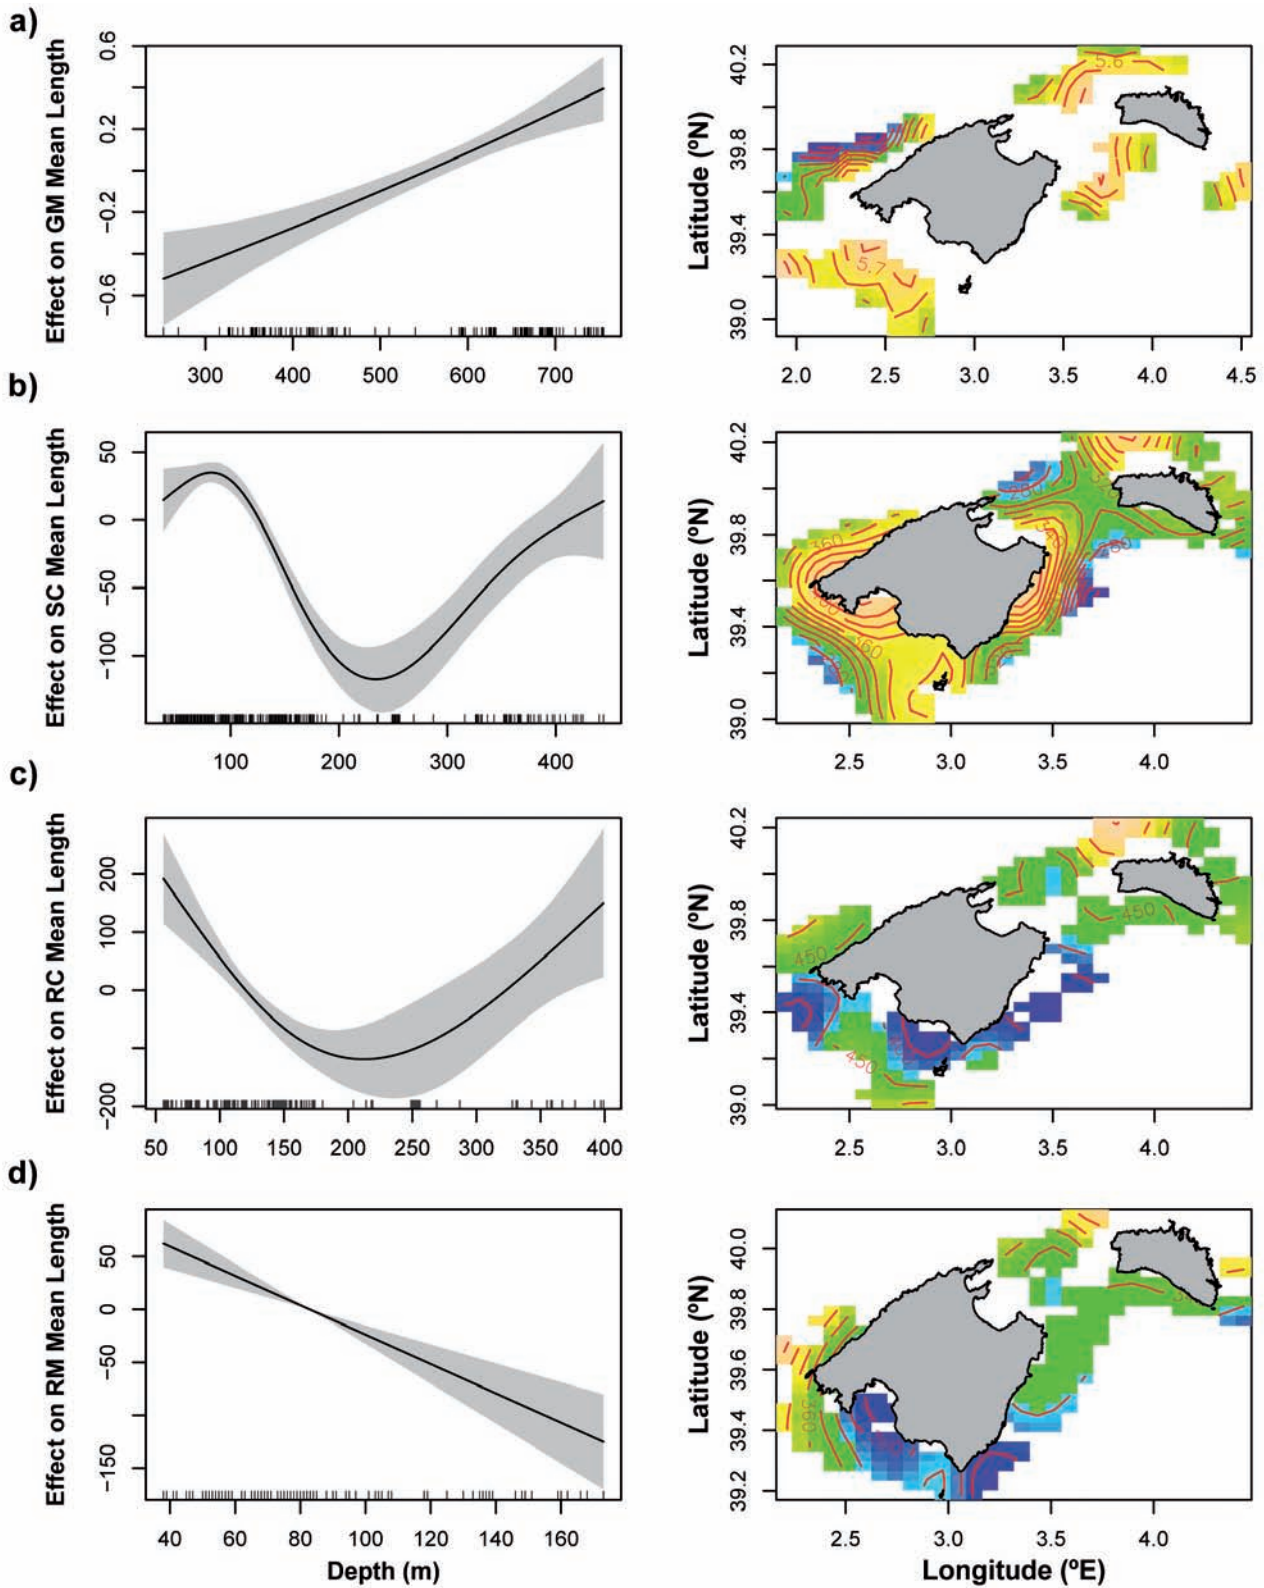 a)
Effect on GM Mean Length
0.6
0.2
−0.2
−0.6
300 400 500 600 700
Latitude (ºN)
40.2
39.8
39.4
39.0
5.6
5.7
2.0 2.5 3.0 3.5 4.0 4.5
b)
Effect on SC Mean Length
50
0
−50
−100
100 200 300 400
Latitude (ºN)
40.2
39.8
39.4
39.0
360
360
2.5 3.0 3.5 4.0
c)
Effect on RC Mean Length
200
100
0
−200
50 100 150 200 250 300 350 400
Latitude (ºN)
40.2
39.8
39.4
39.0
450
450
450
2.5 3.0 3.5 4.0
d)
Effect on RM Mean Length
50
0
−50
−150
40 60 80 100 120 140 160
Depth (m)
Latitude (ºN)
40.0
39.8
39.6
39.4
39.2
360
2.5 3.0 3.5 4.0
Longitude (ºE)